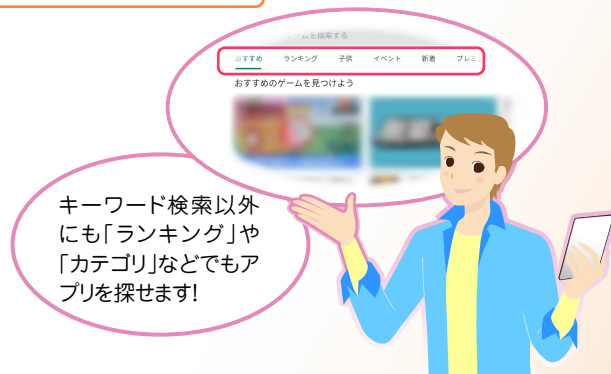 ゲームを検索する
おすすめ ランキング 子供 イベント 新着 プレミ
おすすめのゲームを見つけよう
キーワード検索以外
にも「ランキング」や
「カテゴリ」などでもア
プリを探せます!